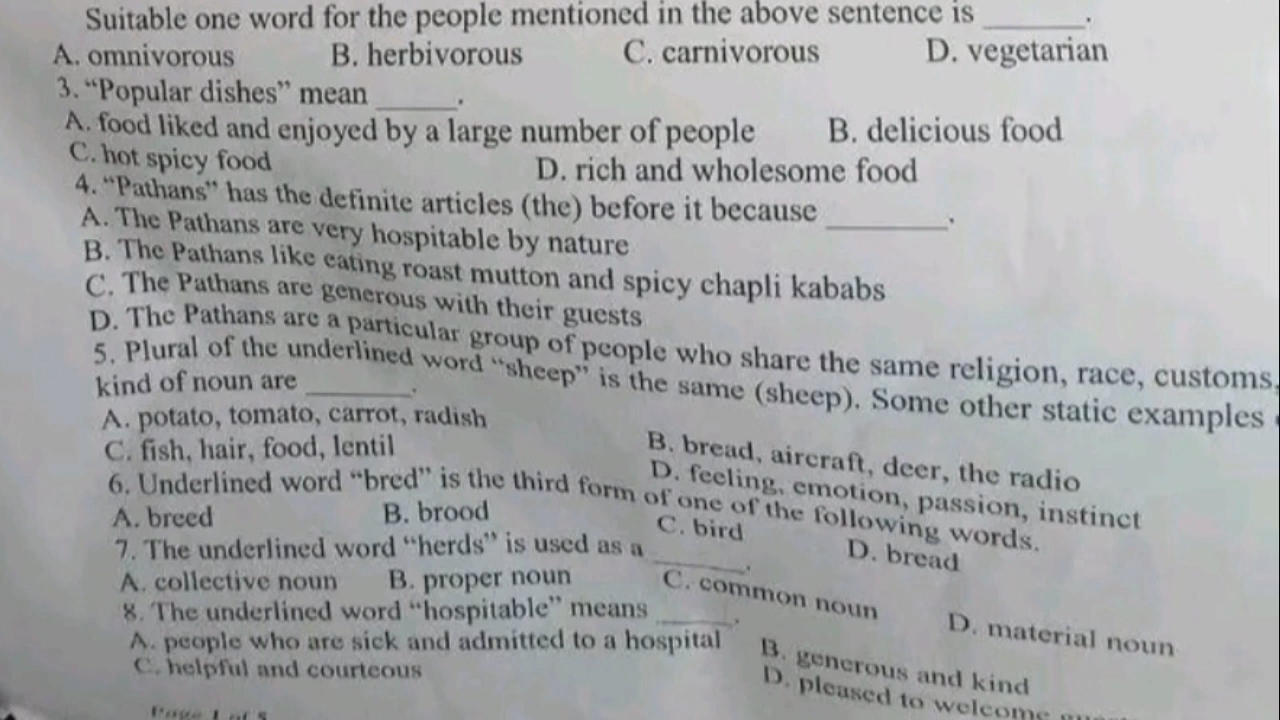 Suitable one word for the people mentioned in the above sentence is ______.
A. omnivorous B. herbivorous C. carnivorous D. vegetarian
3. “Popular dishes” mean _____.
A. food liked and enjoyed by a large number of people B. delicious food
C. hot spicy food D. rich and wholesome food
4. “Pathans” has the definite articles (the) before it because _______.
A. The Pathans are very hospitable by nature
B. The Pathans like eating roast mutton and spicy chapli kababs
C. The Pathans are generous with their guests
D. The Pathans are a particular group of people who share the same religion, race, customs,
5. Plural of the underlined word “sheep” is the same (sheep). Some other static examples
kind of noun are ______.
A. potato, tomato, carrot, radish B. bread, aircraft, deer, the radio
C. fish, hair, food, lentil D. feeling, emotion, passion, instinct
6. Underlined word “bred” is the third form of one of the following words.
A. breed B. brood C. bird D. bread
7. The underlined word “herds” is used as a ______.
A. collective noun B. proper noun C. common noun D. material noun
8. The underlined word “hospitable” means _____.
A. people who are sick and admitted to a hospital B. generous and kind
C. helpful and courteous D. pleased to welcome
Page 1 of 5